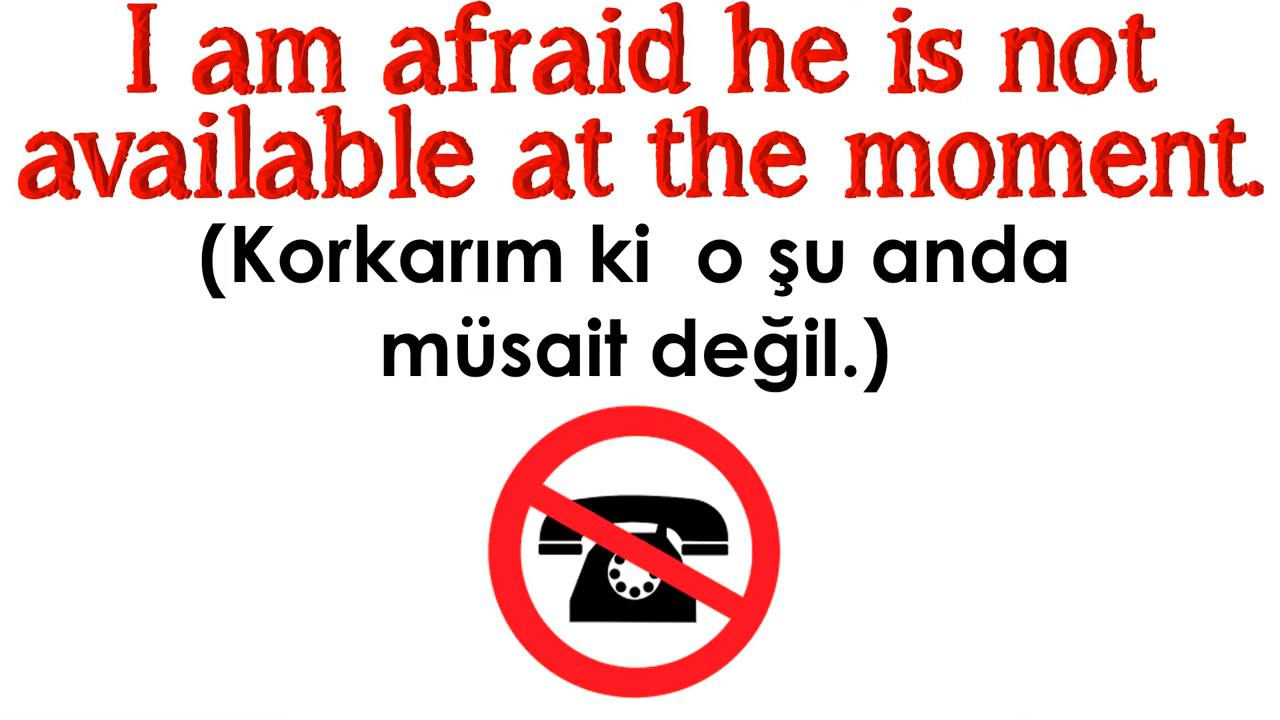 I am afraid he is not
available at the moment.
(Korkarım ki  o şu anda
müsait değil.)